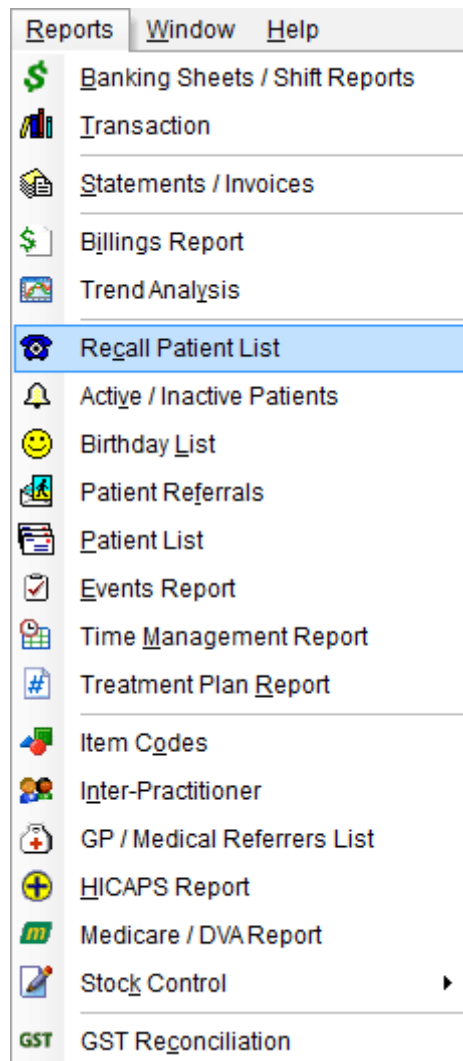 Reports Window Help
Banking Sheets / Shift Reports
Transaction
Statements / Invoices
$ Billings Report
Trend Analysis
Recall Patient List
Active / Inactive Patients
Birthday List
Patient Referrals
Patient List
Events Report
Time Management Report
# Treatment Plan Report
Item Codes
Inter-Practitioner
GP / Medical Referrers List
HICAPS Report
m Medicare / DVA Report
Stock Control
GST GST Reconciliation